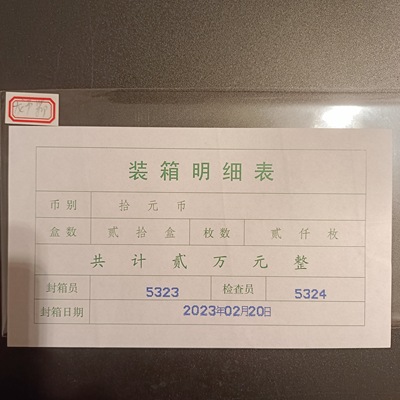 装箱明细表
币别 拾元币
盒数 贰拾盒 枚数 贰仟枚
共计贰万元整
封箱员 5323 检查员 5324
封箱日期 2023年02月20日